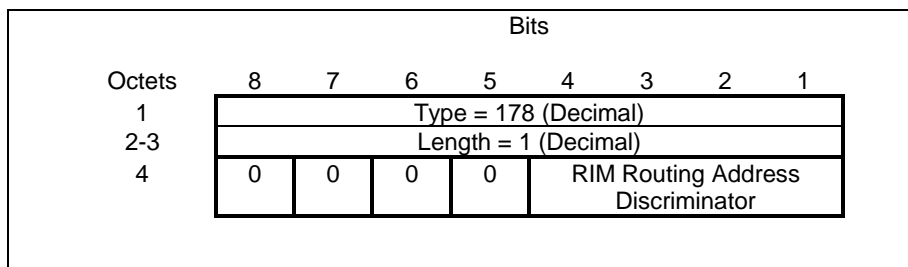 Bits
Octets 8 7 6 5 4 3 2 1
1 Type = 178 (Decimal)
2-3 Length = 1 (Decimal)
4 0 0 0 0 RIM Routing Address
Discriminator